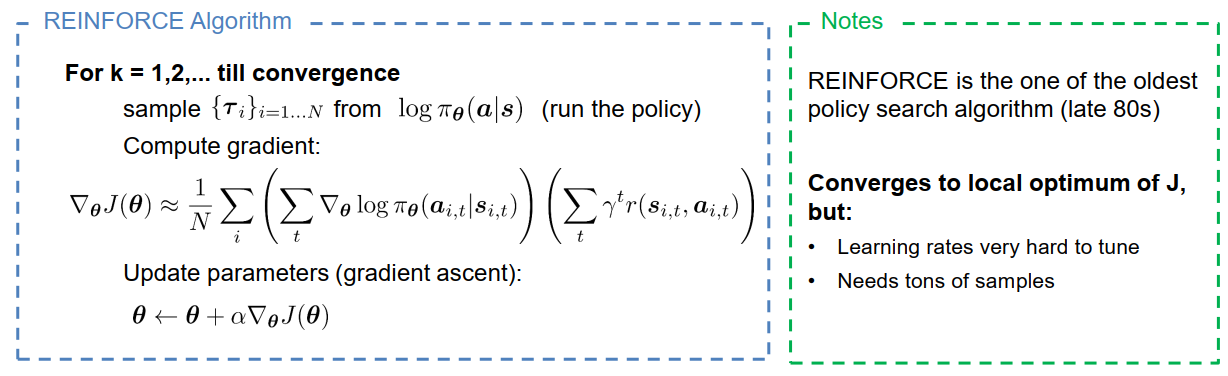 REINFORCE Algorithm
For k = 1,2,... till convergence
sample $\{\boldsymbol{\tau}_i\}_{i=1...N}$ from $\log \pi_{\boldsymbol{\theta}}(\boldsymbol{a}|\boldsymbol{s})$ (run the policy)
Compute gradient:
$\nabla_{\boldsymbol{\theta}} J(\boldsymbol{\theta}) \approx \frac{1}{N} \sum_i \left( \sum_t \nabla_{\boldsymbol{\theta}} \log \pi_{\boldsymbol{\theta}}(\boldsymbol{a}_{i,t}|\boldsymbol{s}_{i,t}) \right) \left( \sum_t \gamma^t r(\boldsymbol{s}_{i,t}, \boldsymbol{a}_{i,t}) \right)$
Update parameters (gradient ascent):
$\boldsymbol{\theta} \leftarrow \boldsymbol{\theta} + \alpha \nabla_{\boldsymbol{\theta}} J(\boldsymbol{\theta})$
Notes
REINFORCE is the one of the oldest
policy search algorithm (late 80s)
Converges to local optimum of J,
but:
• Learning rates very hard to tune
• Needs tons of samples